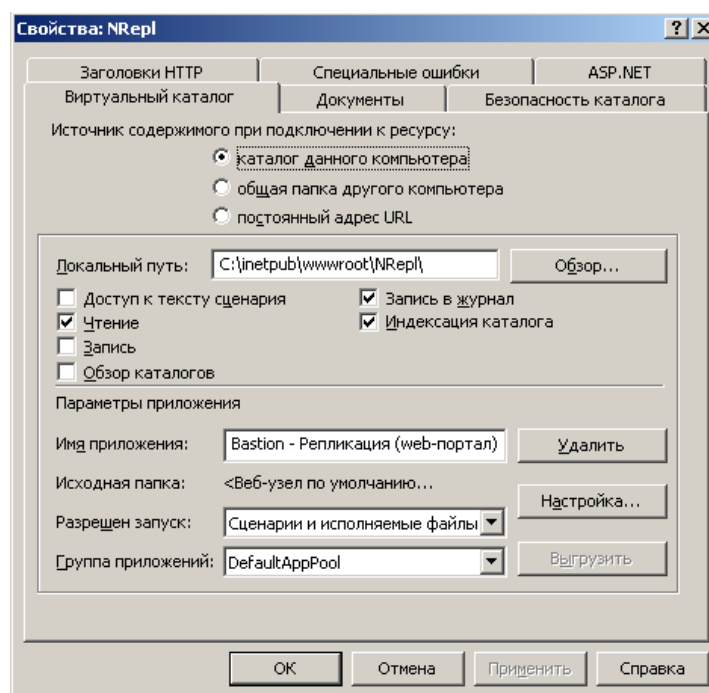 Свойства: NRepl
Заголовки HTTP Специальные ошибки ASP.NET
Виртуальный каталог Документы Безопасность каталога
Источник содержимого при подключении к ресурсу:
каталог данного компьютера
общая папка другого компьютера
постоянный адрес URL
Локальный путь: C:\inetpub\wwwroot\NRepl\ Обзор...
Доступ к тексту сценария Запись в журнал
Чтение Индексация каталога
Запись
Обзор каталогов
Параметры приложения
Имя приложения: Bastion - Репликация (web-портал) Удалить
Исходная папка: <Веб-узел по умолчанию...
Настройка...
Разрешен запуск: Сценарии и исполняемые файлы
Группа приложений: DefaultAppPool Выгрузить
ОК Отмена Применить Справка